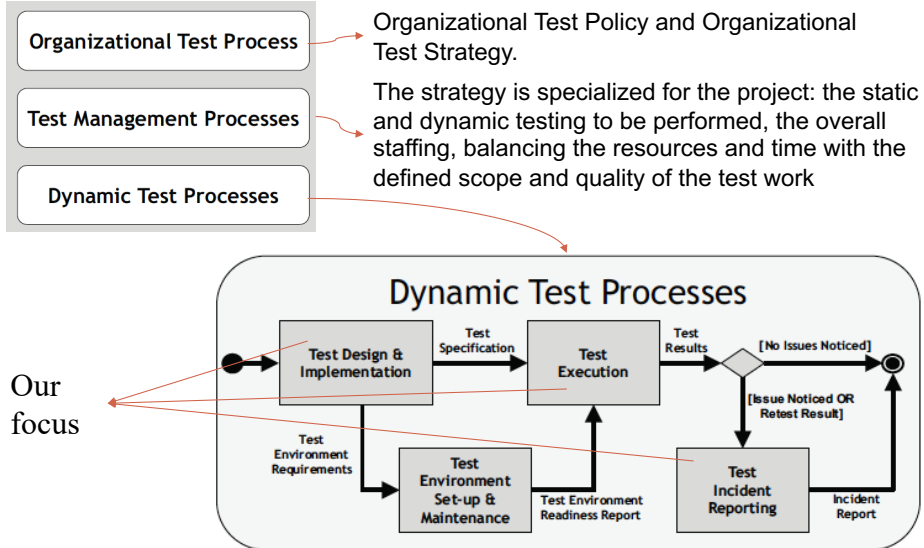 Organizational Test Process
Organizational Test Policy and Organizational
Test Strategy.
Test Management Processes
The strategy is specialized for the project: the static
and dynamic testing to be performed, the overall
staffing, balancing the resources and time with the
defined scope and quality of the test work
Dynamic Test Processes
Dynamic Test Processes
Test Design &
Implementation
Test
Specification
Test
Execution
Test
Results
[No Issues Noticed]
[Issue Noticed OR
Retest Result]
Our
focus
Test
Environment
Requirements
Test
Environment
Set-up &
Maintenance
Test Environment
Readiness Report
Test
Incident
Reporting
Incident
Report